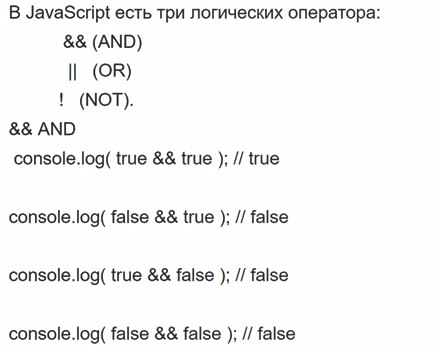 В JavaScript есть три логических оператора:
&& (AND)
|| (OR)
! (NOT).
&& AND
console.log( true && true ); // true
console.log( false && true ); // false
console.log( true && false ); // false
console.log( false && false ); // false